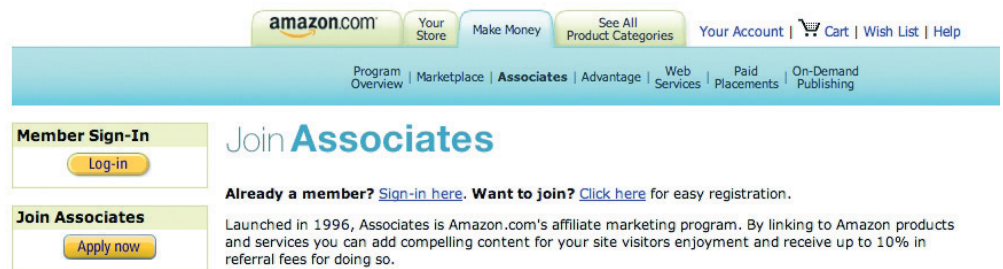 amazon.com
Your Store
Make Money
See All Product Categories
Your Account | Cart | Wish List | Help
Program Overview | Marketplace | Associates | Advantage | Web Services | Paid Placements | On-Demand Publishing
Member Sign-In
Log-in
Join Associates
Apply now
Join Associates
Already a member? Sign-in here. Want to join? Click here for easy registration.
Launched in 1996, Associates is Amazon.com's affiliate marketing program. By linking to Amazon products
and services you can add compelling content for your site visitors enjoyment and receive up to 10% in
referral fees for doing so.